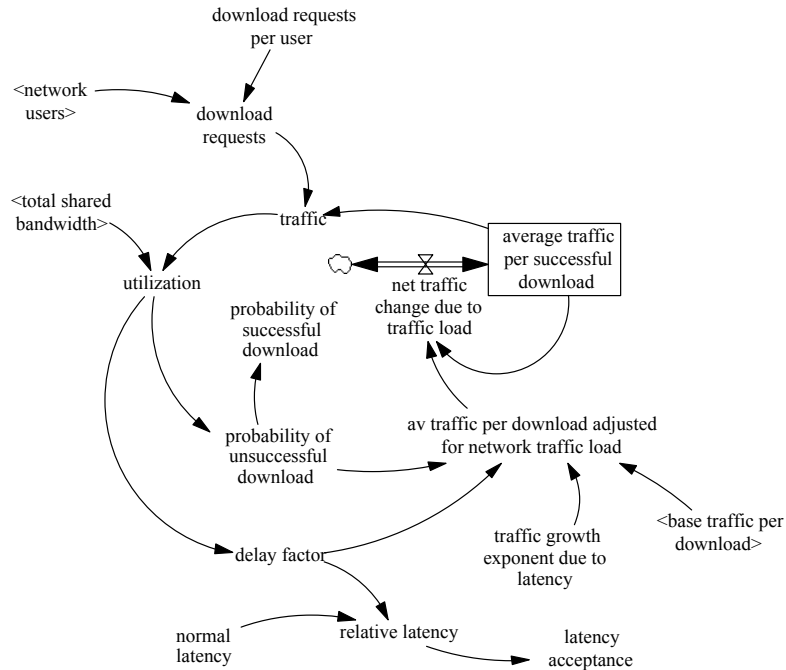 download requests
per user
<network
users>
download
requests
<total shared
bandwidth>
traffic
average traffic
per successful
download
utilization
net traffic
change due to
traffic load
probability of
successful
download
av traffic per download adjusted
for network traffic load
probability of
unsuccessful
download
<base traffic per
download>
traffic growth
exponent due to
latency
delay factor
normal
latency
relative latency
latency
acceptance